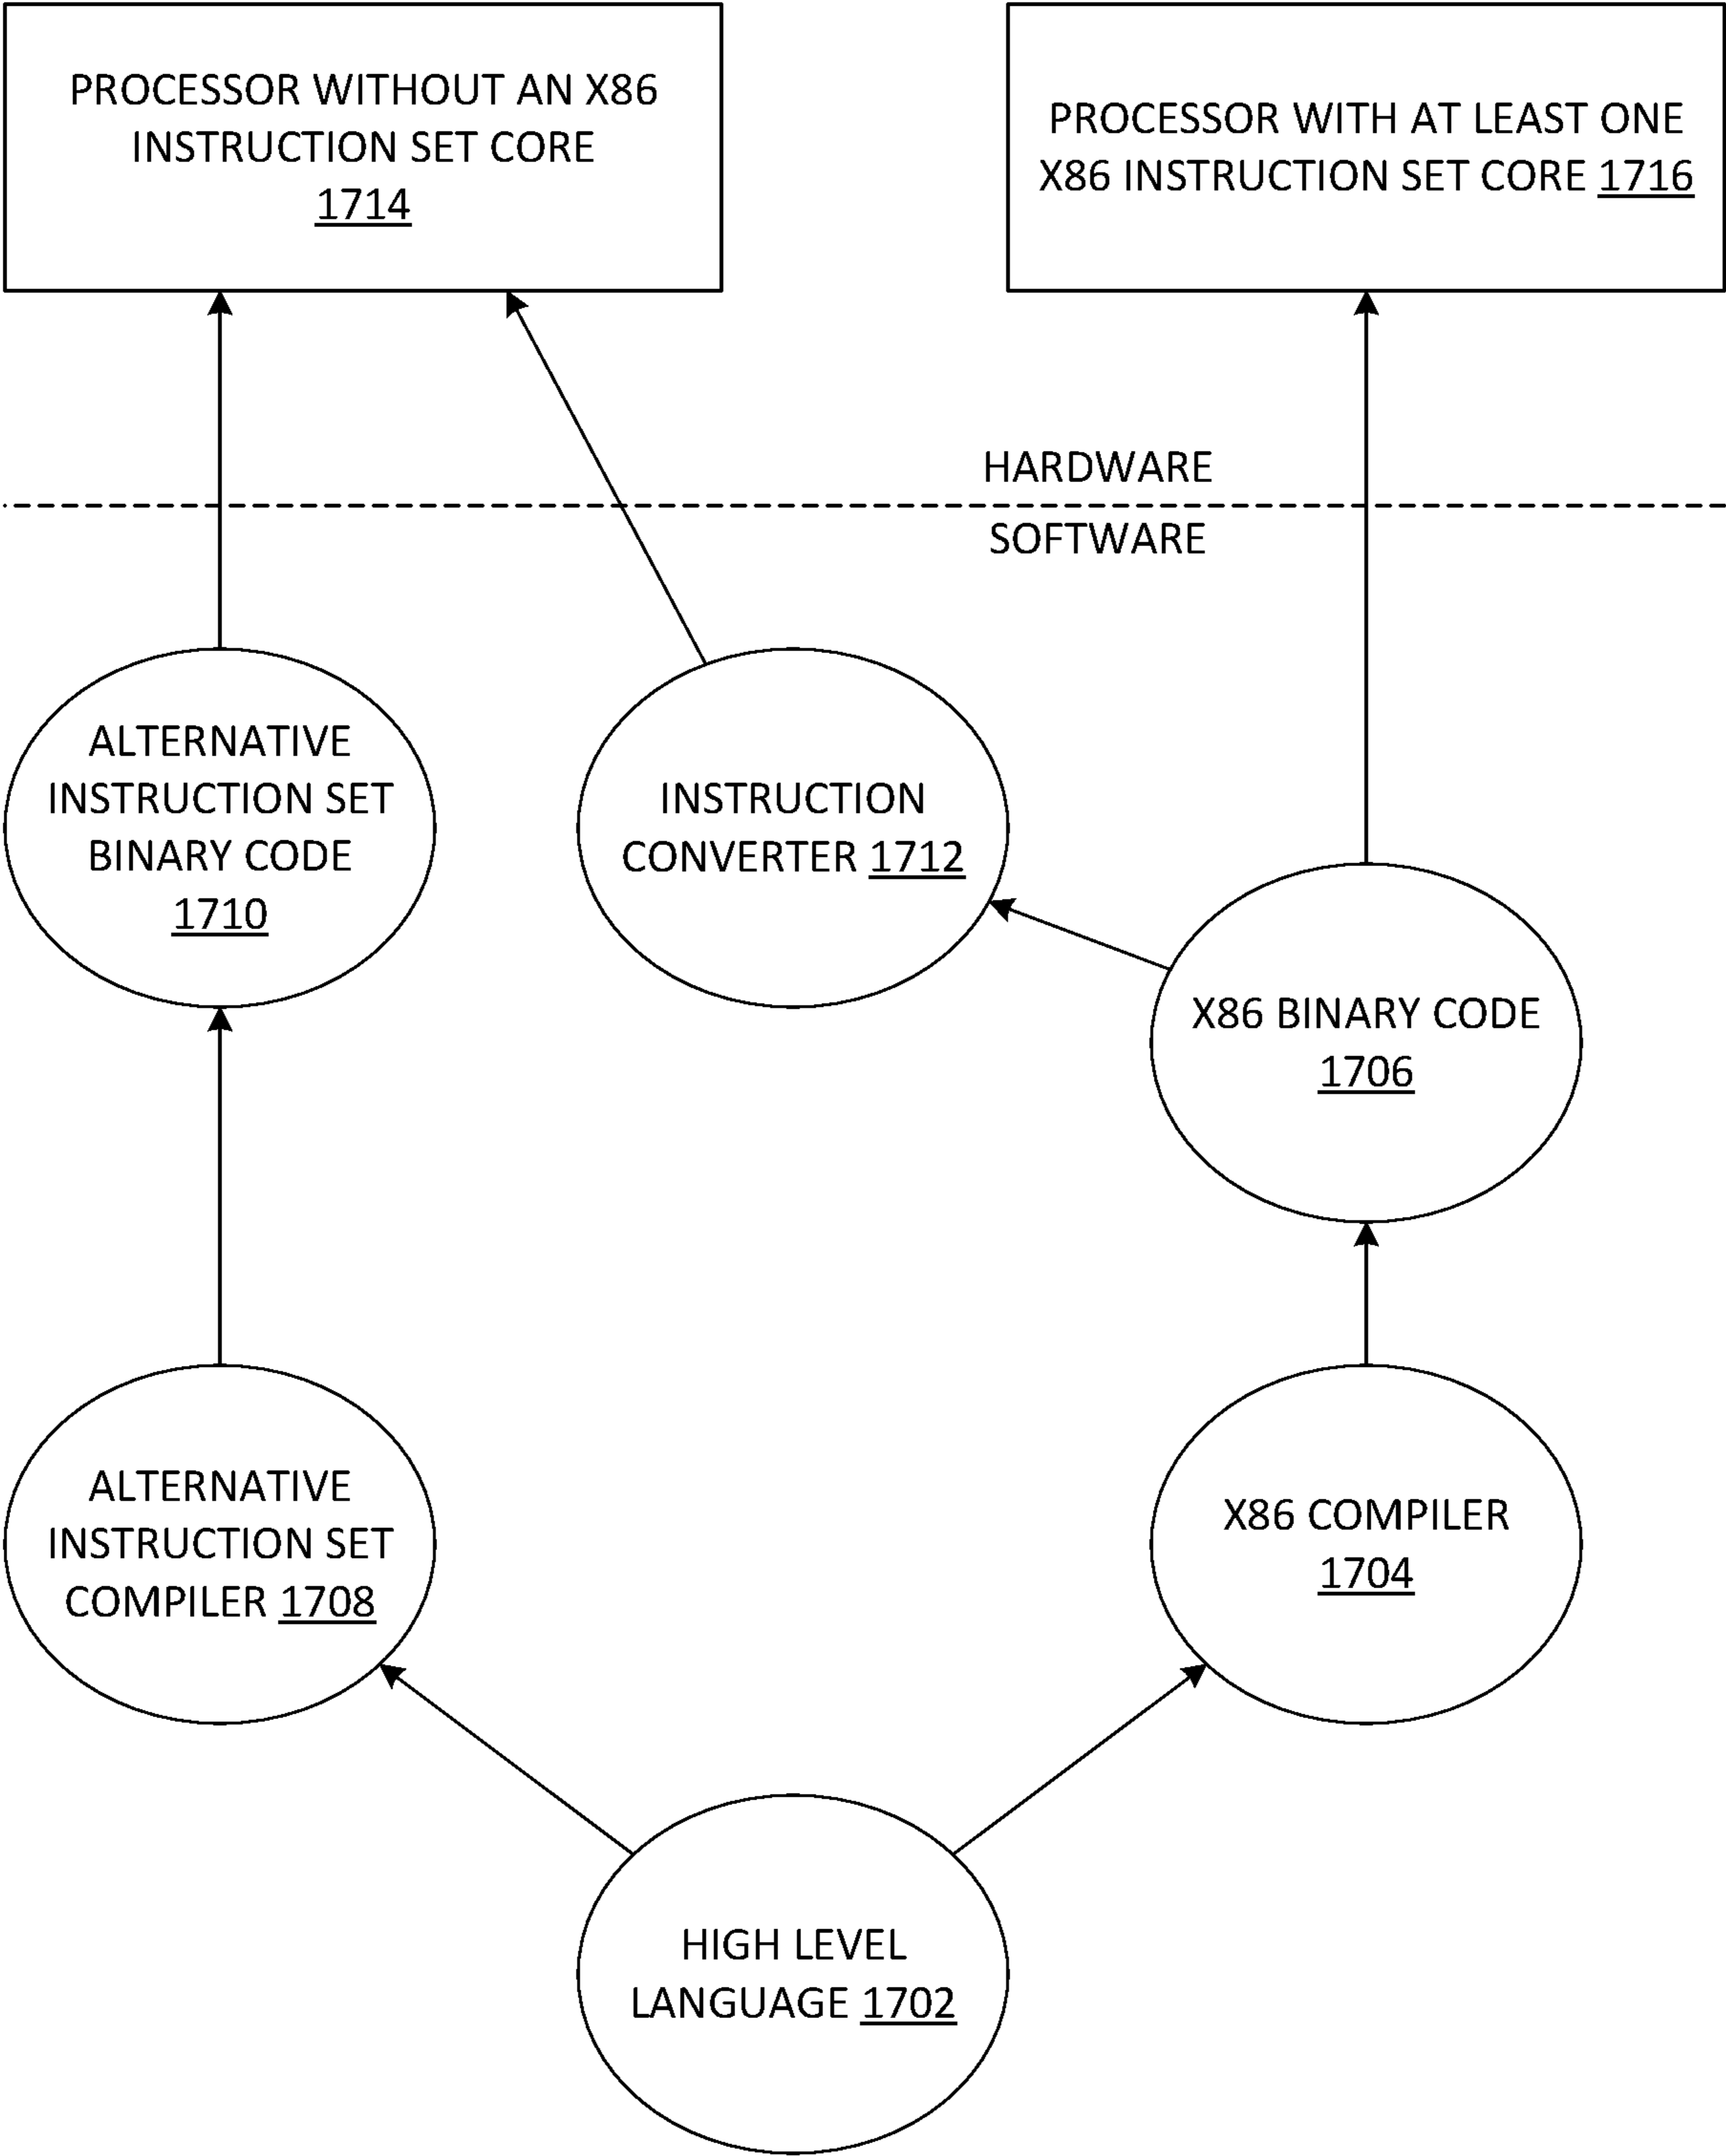 PROCESSOR WITHOUT AN X86
INSTRUCTION SET CORE
1714
PROCESSOR WITH AT LEAST ONE
X86 INSTRUCTION SET CORE 1716
HARDWARE
SOFTWARE
ALTERNATIVE
INSTRUCTION SET
BINARY CODE
1710
INSTRUCTION
CONVERTER 1712
X86 BINARY CODE
1706
ALTERNATIVE
INSTRUCTION SET
COMPILER 1708
X86 COMPILER
1704
HIGH LEVEL
LANGUAGE 1702